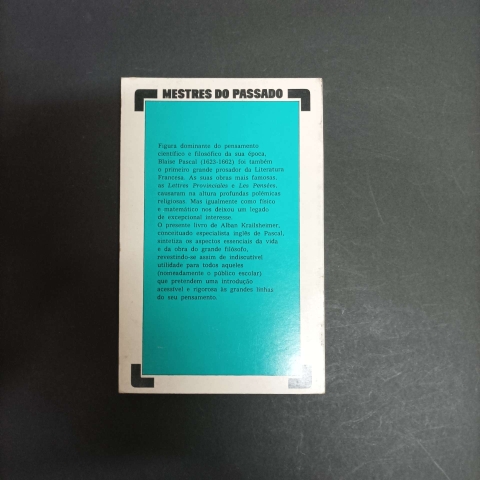 MESTRES DO PASSADO
Figura dominante do pensamento
científico e filosófico da sua época,
Blaise Pascal (1623-1662) foi também
o primeiro grande prosador da Literatura
Francesa. As suas obras mais famosas,
as Lettres Provinciales e Les Pensées,
causaram na altura profundas polémicas
religiosas. Mas igualmente como físico
e matemático nos deixou um legado
de excepcional interesse.
O presente livro de Alban Krailsheimer,
conceituado especialista inglês de Pascal,
sintetiza os aspectos essenciais da vida
e da obra do grande filósofo,
revestindo-se assim de indiscutível
utilidade para todos aqueles
(nomeadamente o público escolar)
que pretendem uma introdução
acessível e rigorosa às grandes linhas
do seu pensamento.